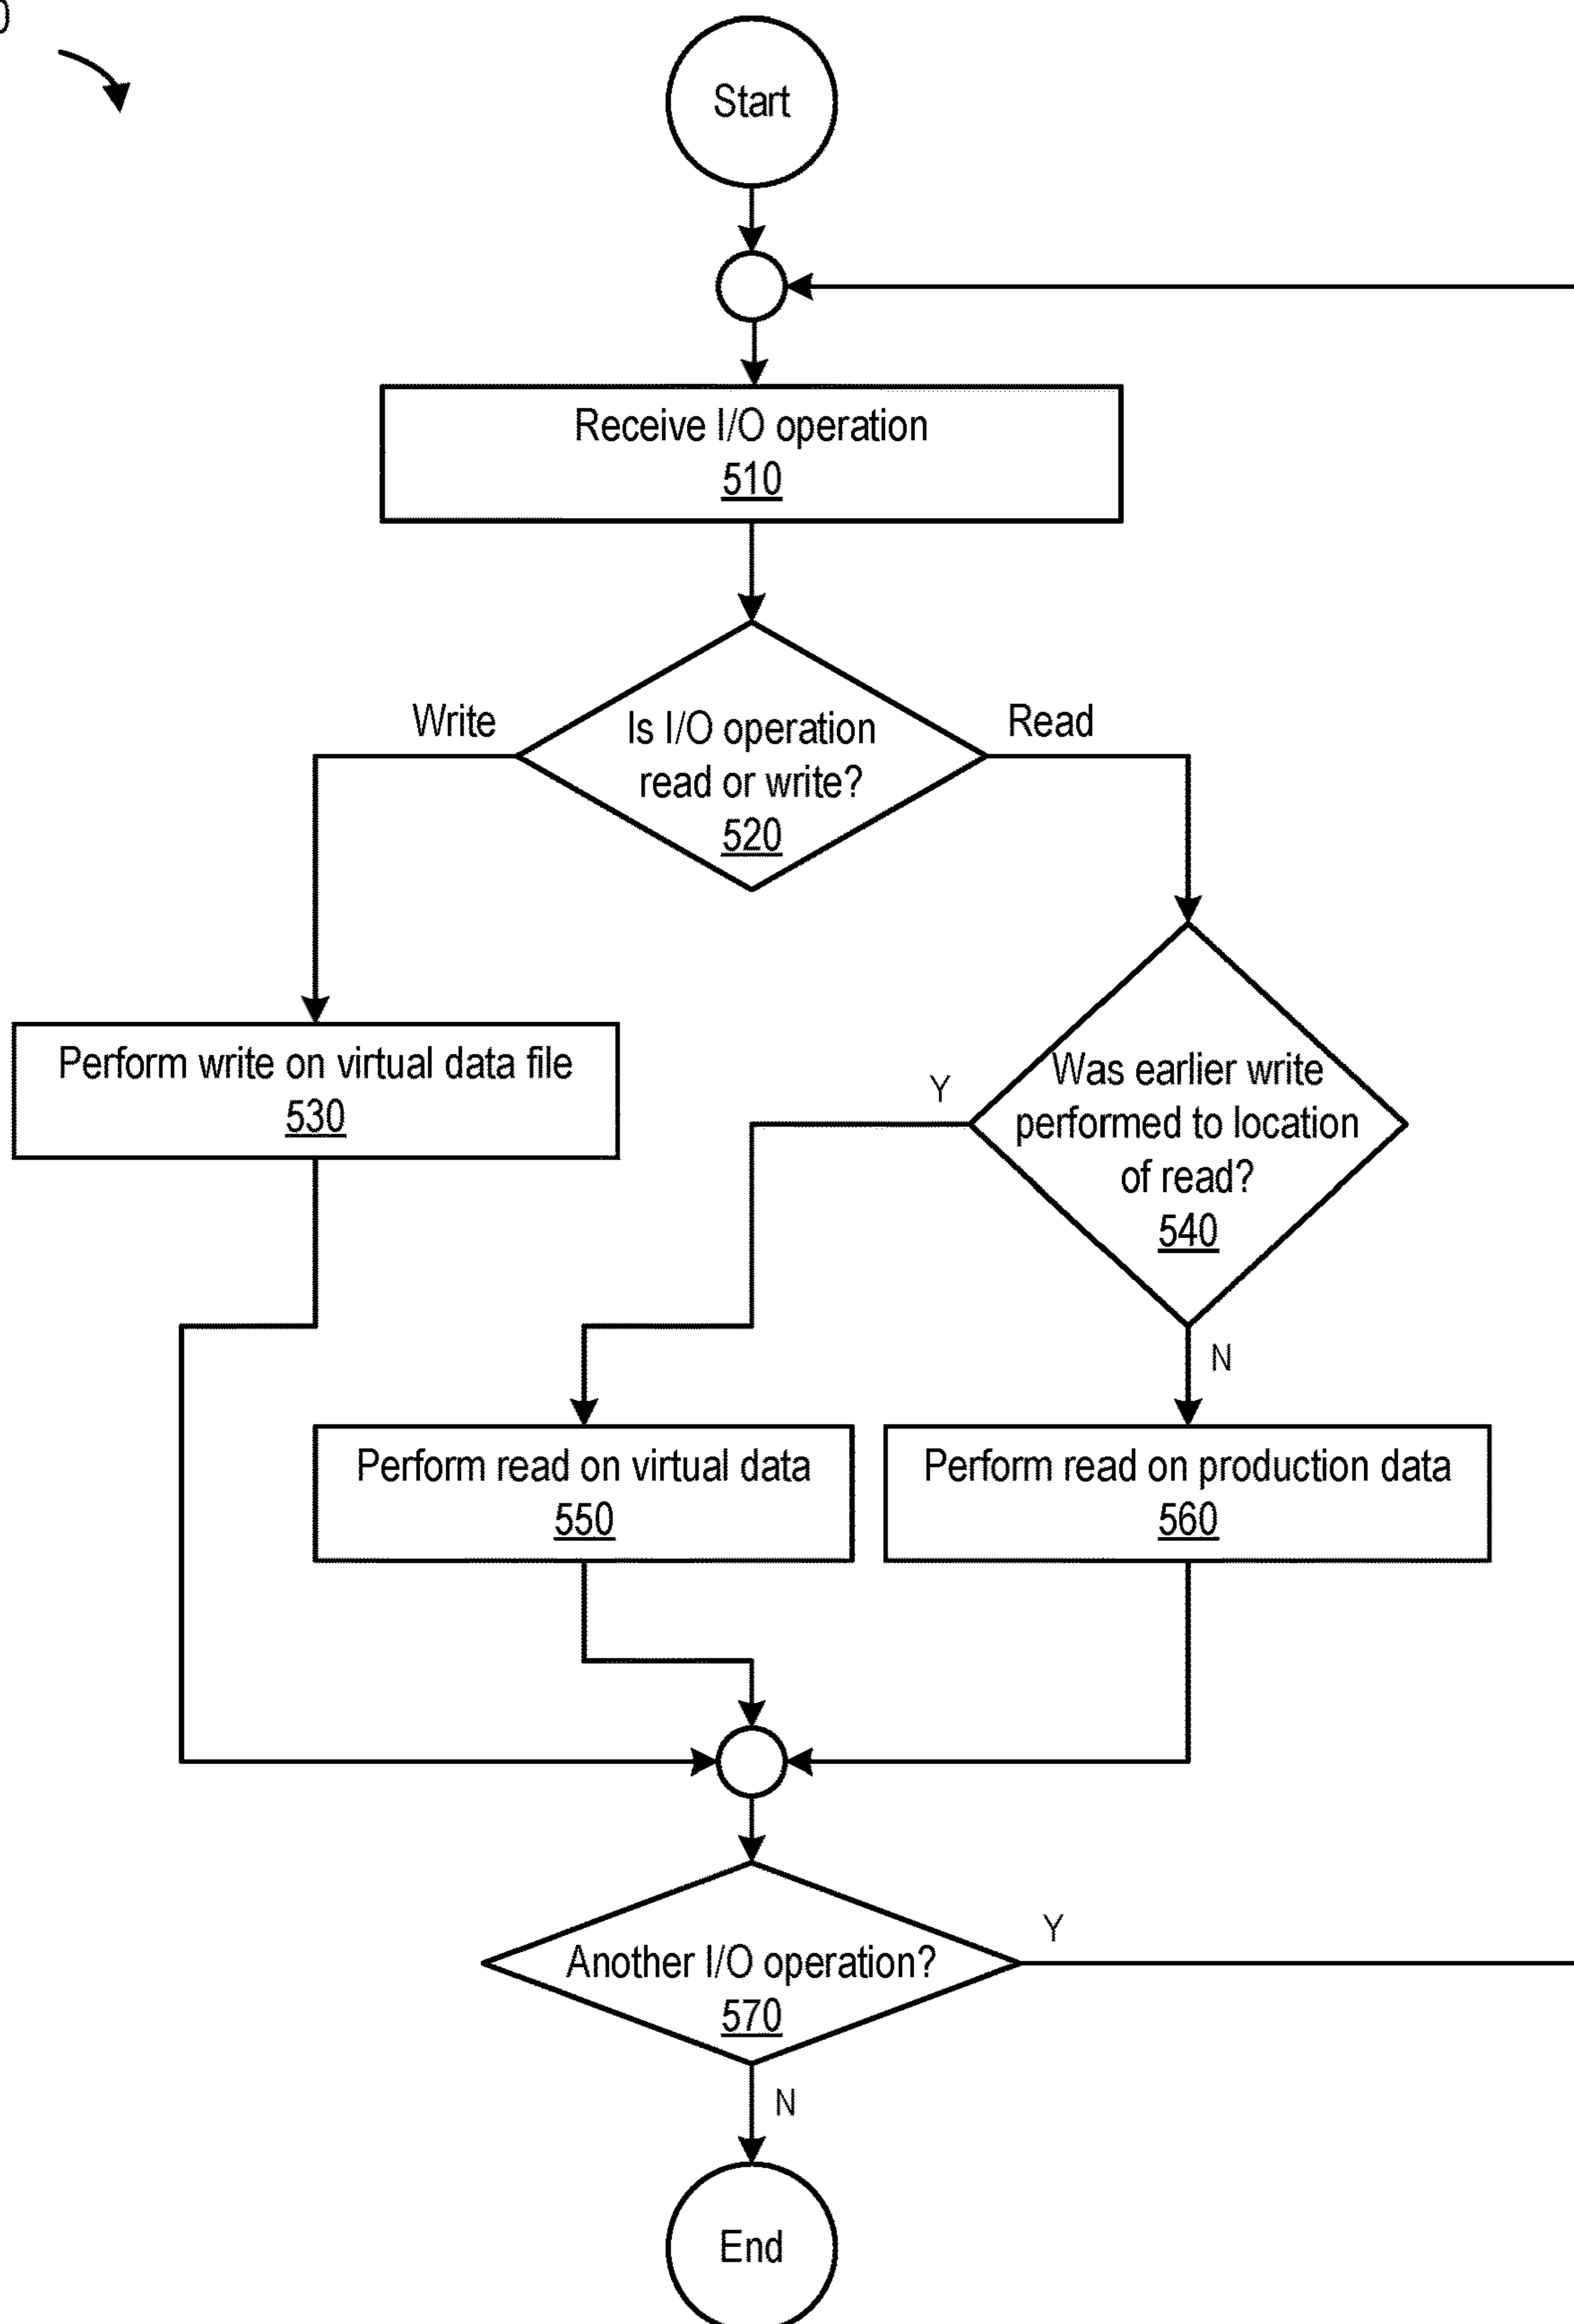 Start
Receive I/O operation
510
Write
Read
Is I/O operation
read or write?
520
Perform write on virtual data file
530
Y
Was earlier write
performed to location
of read?
540
N
Perform read on virtual data
550
Perform read on production data
560
Y
Another I/O operation?
570
N
End